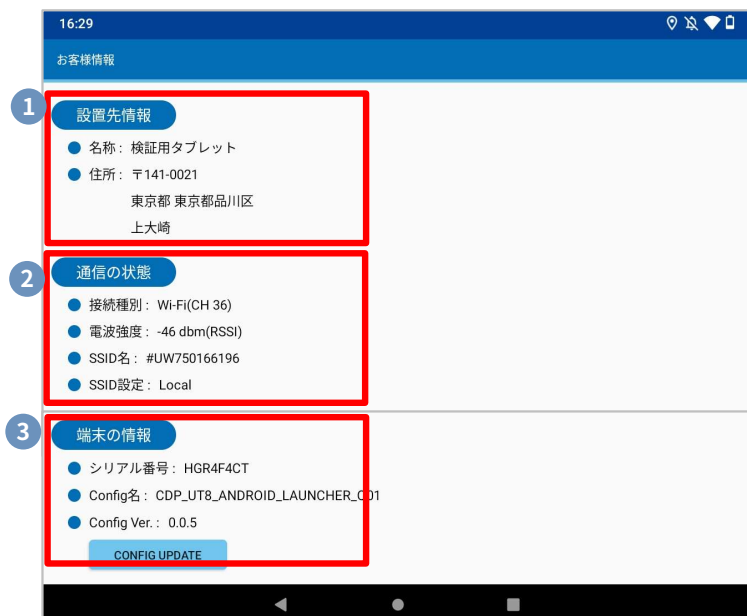 16:29
お客様情報
1
設置先情報
名称 : 検証用タブレット
住所 : 〒141-0021
東京都 東京都品川区
上大崎
2
通信の状態
接続種別 : Wi-Fi(CH 36)
電波強度 : -46 dbm(RSSI)
SSID名 : #UW750166196
SSID設定 : Local
3
端末の情報
シリアル番号 : HGR4F4CT
Config名 : CDP_UT8_ANDROID_LAUNCHER_001
Config Ver. : 0.0.5
CONFIG UPDATE